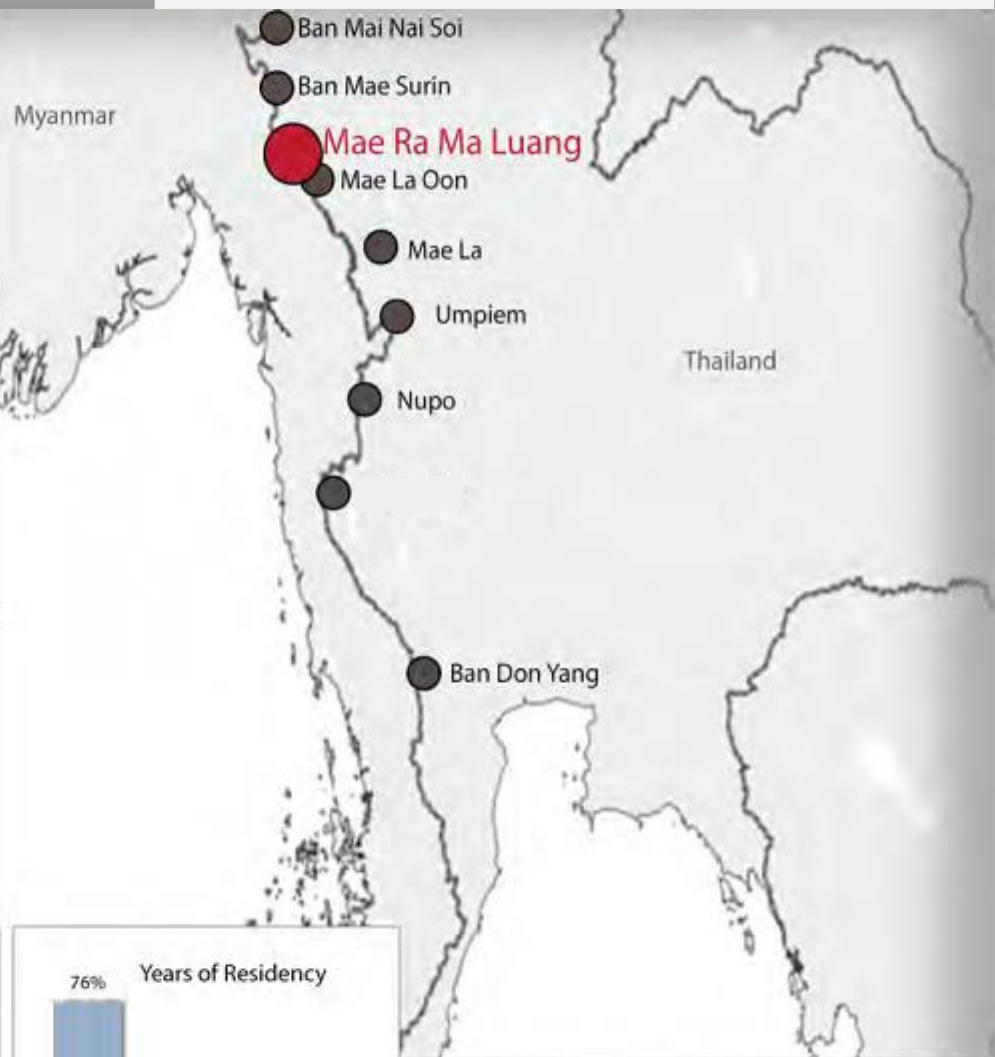 Ban Mai Nai Soi
Ban Mae Surin
Myanmar
Mae Ra Ma Luang
Mae La Oon
Mae La
Umpiem
Thailand
Nupo
Ban Don Yang
Years of Residency
76%